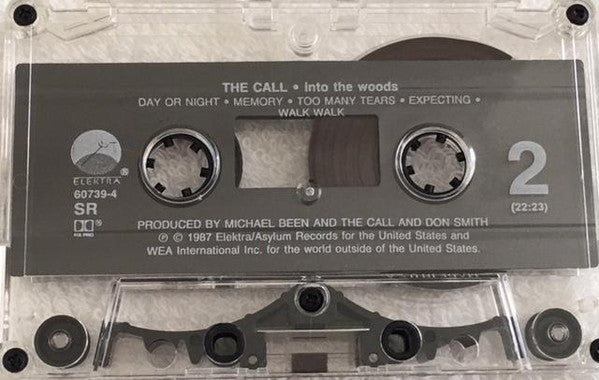 THE CALL • into the woods
DAY OR NIGHT • MEMORY • TOO MANY TEARS • EXPECTING •
WALK WALK
ELEKTRA ®
60739-4
SR
2
(22:23)
PRODUCED BY MICHAEL BEEN AND THE CALL AND DON SMITH
℗ © 1987 Elektra/Asylum Records for the United States and
WEA International Inc. for the world outside of the United States.